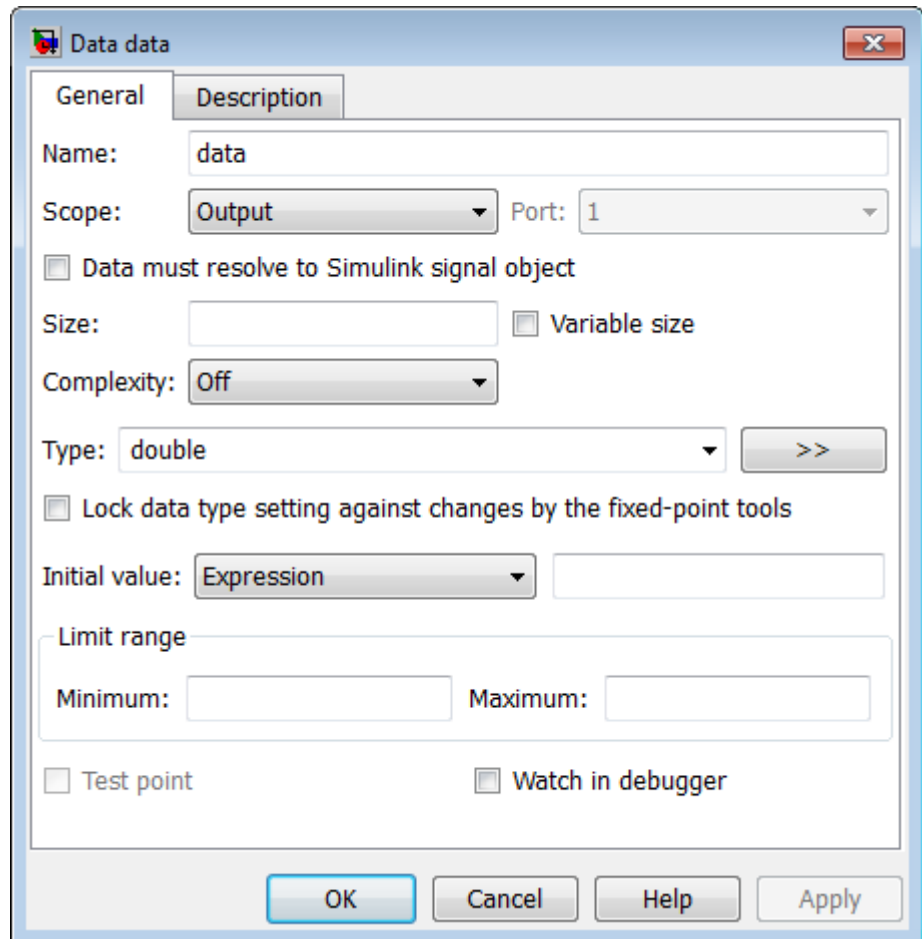 Data data
General Description
Name: data
Scope: Output Port: 1
Data must resolve to Simulink signal object
Size: Variable size
Complexity: Off
Type: double >>
Lock data type setting against changes by the fixed-point tools
Initial value: Expression
Limit range
Minimum: Maximum:
Test point Watch in debugger
OK Cancel Help Apply